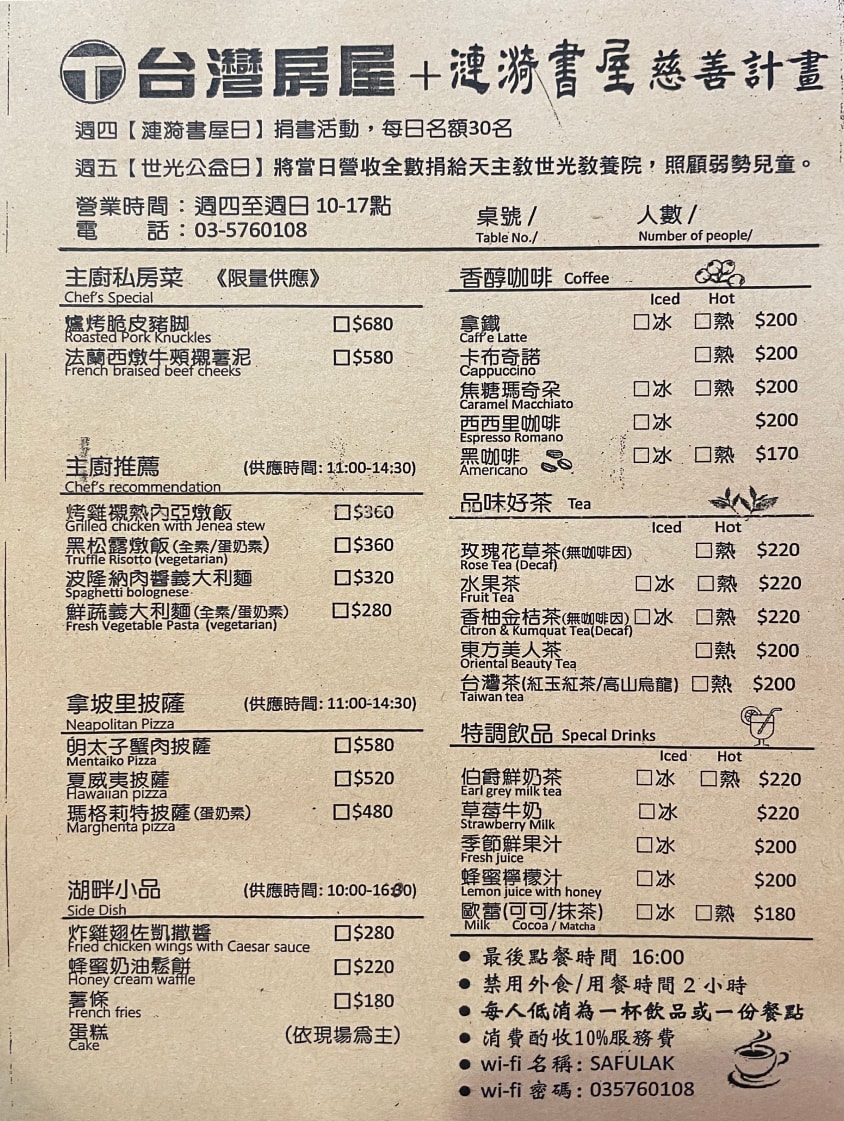 台灣房屋+漣漪書屋慈善計畫
週四【漣漪書屋日】捐書活動，每日名額30名
週五【世光公益日】將當日營收全數捐給天主教世光教養院，照顧弱勢兒童。
營業時間：週四至週日 10-17點
電 話：03-5760108
桌號/
Table No./
人數/
Number of people/
主廚私房菜 《限量供應》
Chef's Special
爐烤脆皮豬腳 □$680
Roasted Pork Knuckles
法蘭西燉牛頰襯薯泥 □$580
French braised beef cheeks
主廚推薦 (供應時間: 11:00-14:30)
Chef's recommendation
烤雞襯熱內亞燉飯 □$360
Grilled chicken with Jenea stew
黑松露燉飯(全素/蛋奶素) □$360
Truffle Risotto (vegetarian)
波隆納肉醬義大利麵 □$320
Spaghetti bolognese
鮮蔬義大利麵(全素/蛋奶素) □$280
Fresh Vegetable Pasta (vegetarian)
拿坡里披薩 (供應時間: 11:00-14:30)
Neapolitan Pizza
明太子蟹肉披薩 □$580
Mentaiko Pizza
夏威夷披薩 □$520
Hawaiian pizza
瑪格莉特披薩(蛋奶素) □$480
Margherita pizza
湖畔小品 (供應時間: 10:00-16:30)
Side Dish
炸雞翅佐凱撒醬 □$280
Fried chicken wings with Caesar sauce
蜂蜜奶油鬆餅 □$220
Honey cream waffle
薯條 □$180
French fries
蛋糕 (依現場為主)
Cake
香醇咖啡 Coffee
Iced Hot
拿鐵 □冰 □熱 $200
Caff'e Latte
卡布奇諾 □熱 $200
Cappuccino
焦糖瑪奇朵 □冰 □熱 $200
Caramel Macchiato
西西里咖啡 □冰 $200
Espresso Romano
黑咖啡 □冰 □熱 $170
Americano
品味好茶 Tea
Iced Hot
玫瑰花草茶(無咖啡因) □熱 $220
Rose Tea (Decaf)
水果茶 □冰 □熱 $220
Fruit Tea
香柚金桔茶(無咖啡因) □冰 □熱 $220
Citron & Kumquat Tea(Decaf)
東方美人茶 □熱 $200
Oriental Beauty Tea
台灣茶(紅玉紅茶/高山烏龍) □熱 $200
Taiwan tea
特調飲品 Specal Drinks
Iced Hot
伯爵鮮奶茶 □冰 □熱 $220
Earl grey milk tea
草莓牛奶 □冰 $220
Strawberry Milk
季節鮮果汁 □冰 $200
Fresh juice
蜂蜜檸檬汁 □冰 $200
Lemon juice with honey
歐蕾(可可/抹茶) □冰 □熱 $180
Milk Cocoa / Matcha
● 最後點餐時間 16:00
● 禁用外食/用餐時間 2 小時
● 每人低消為一杯飲品或一份餐點
● 消費酌收10%服務費
● wi-fi 名稱: SAFULAK
● wi-fi 密碼: 035760108